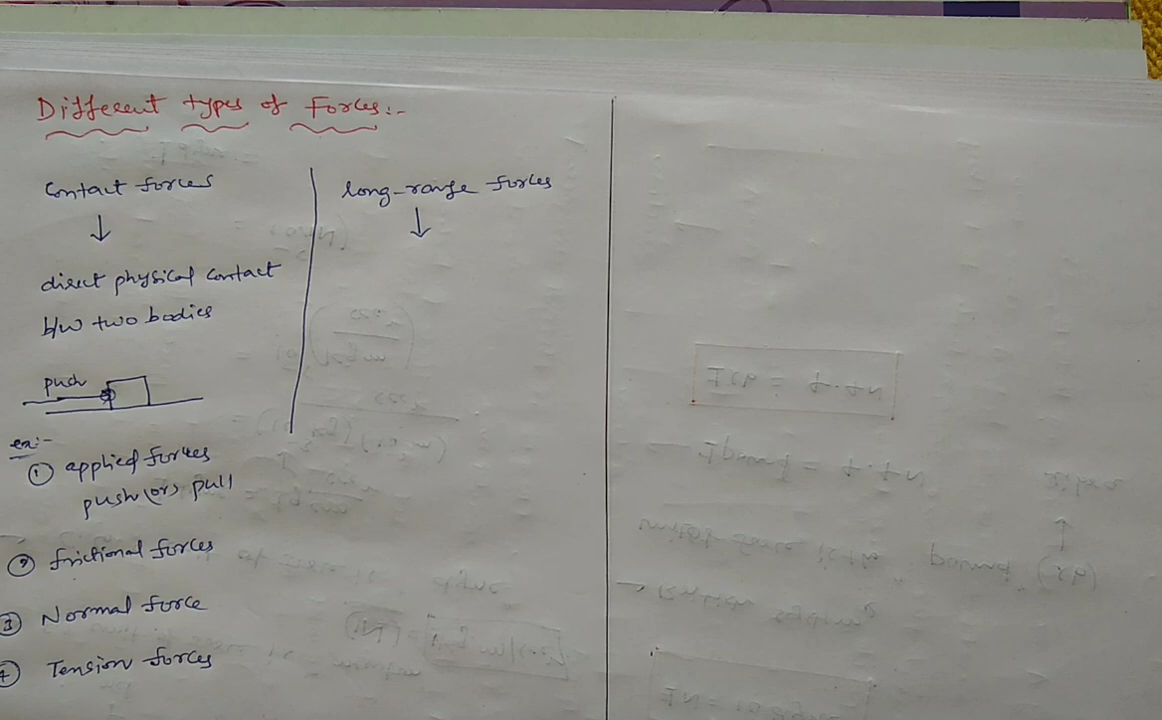 Different types of Forces:-
Contact forces
↓
direct physical contact
b/w two bodies
push
ex:-
① applied forces
push (or) pull
② frictional forces
③ Normal force
④ Tension forces
long-range forces
↓